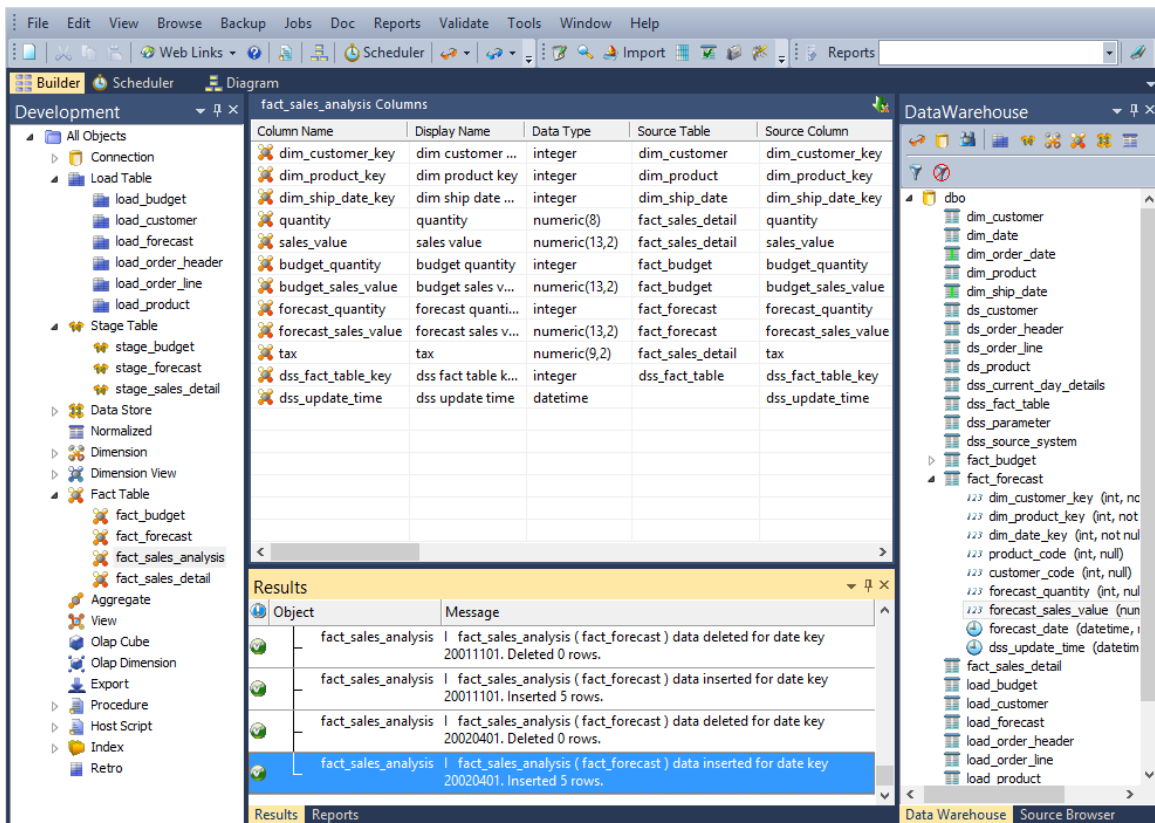 File Edit View Browse Backup Jobs Doc Reports Validate Tools Window Help
Web Links Scheduler Import Reports
Builder Scheduler Diagram
Development
All Objects
Connection
Load Table
load_budget
load_customer
load_forecast
load_order_header
load_order_line
load_product
Stage Table
stage_budget
stage_forecast
stage_sales_detail
Data Store
Normalized
Dimension
Dimension View
Fact Table
fact_budget
fact_forecast
fact_sales_analysis
fact_sales_detail
Aggregate
View
Olap Cube
Olap Dimension
Export
Procedure
Host Script
Index
Retro
fact_sales_analysis Columns
Column Name Display Name Data Type Source Table Source Column
dim_customer_key dim customer ... integer dim_customer dim_customer_key
dim_product_key dim product key integer dim_product dim_product_key
dim_ship_date_key dim ship date ... integer dim_ship_date dim_ship_date_key
quantity quantity numeric(8) fact_sales_detail quantity
sales_value sales value numeric(13,2) fact_sales_detail sales_value
budget_quantity budget quantity integer fact_budget budget_quantity
budget_sales_value budget sales v... numeric(13,2) fact_budget budget_sales_value
forecast_quantity forecast quanti... integer fact_forecast forecast_quantity
forecast_sales_value forecast sales v... numeric(13,2) fact_forecast forecast_sales_value
tax tax numeric(9,2) fact_sales_detail tax
dss_fact_table_key dss fact table k... integer dss_fact_table dss_fact_table_key
dss_update_time dss update time datetime dss_update_time
Results
Object Message
fact_sales_analysis I fact_sales_analysis ( fact_forecast ) data deleted for date key
20011101. Deleted 0 rows.
fact_sales_analysis I fact_sales_analysis ( fact_forecast ) data inserted for date key
20011101. Inserted 5 rows.
fact_sales_analysis I fact_sales_analysis ( fact_forecast ) data deleted for date key
20020401. Deleted 0 rows.
fact_sales_analysis I fact_sales_analysis ( fact_forecast ) data inserted for date key
20020401. Inserted 5 rows.
Results Reports
DataWarehouse
dbo
dim_customer
dim_date
dim_order_date
dim_product
dim_ship_date
ds_customer
ds_order_header
ds_order_line
ds_product
dss_current_day_details
dss_fact_table
dss_parameter
dss_source_system
fact_budget
fact_forecast
123 dim_customer_key (int, nc
123 dim_product_key (int, not
123 dim_date_key (int, not nul
123 product_code (int, null)
123 customer_code (int, null)
123 forecast_quantity (int, nul
123 forecast_sales_value (nun
forecast_date (datetime, 
dss_update_time (datetim
fact_sales_detail
load_budget
load_customer
load_forecast
load_order_header
load_order_line
load_product
Data Warehouse Source Browser